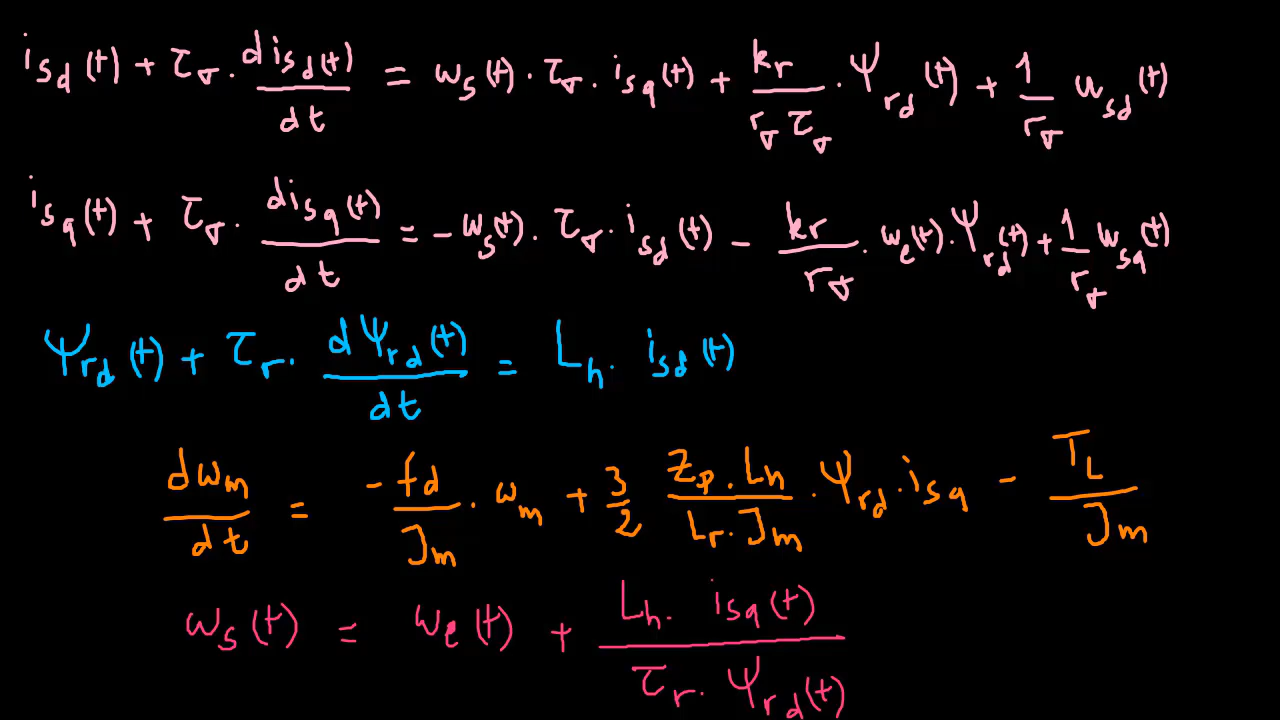 i_sd(t) + τ_σ · di_sd(t)/dt = ω_s(t) · τ_σ · i_sq(t) + k_r/(r_σ τ_σ) · Ψ_rd(t) + 1/r_σ u_sd(t)
i_sq(t) + τ_σ · di_sq(t)/dt = -ω_s(t) · τ_σ · i_sd(t) - k_r/r_σ · ω_e(t) · Ψ_rd(t) + 1/r_σ u_sq(t)
Ψ_rd(t) + τ_r · dΨ_rd(t)/dt = L_h · i_sd(t)
dω_m/dt = -f_d/J_m · ω_m + 3/2 z_p · L_h/(L_r · J_m) · Ψ_rd · i_sq - T_L/J_m
ω_s(t) = ω_e(t) + L_h · i_sq(t)/(τ_r · Ψ_rd(t))